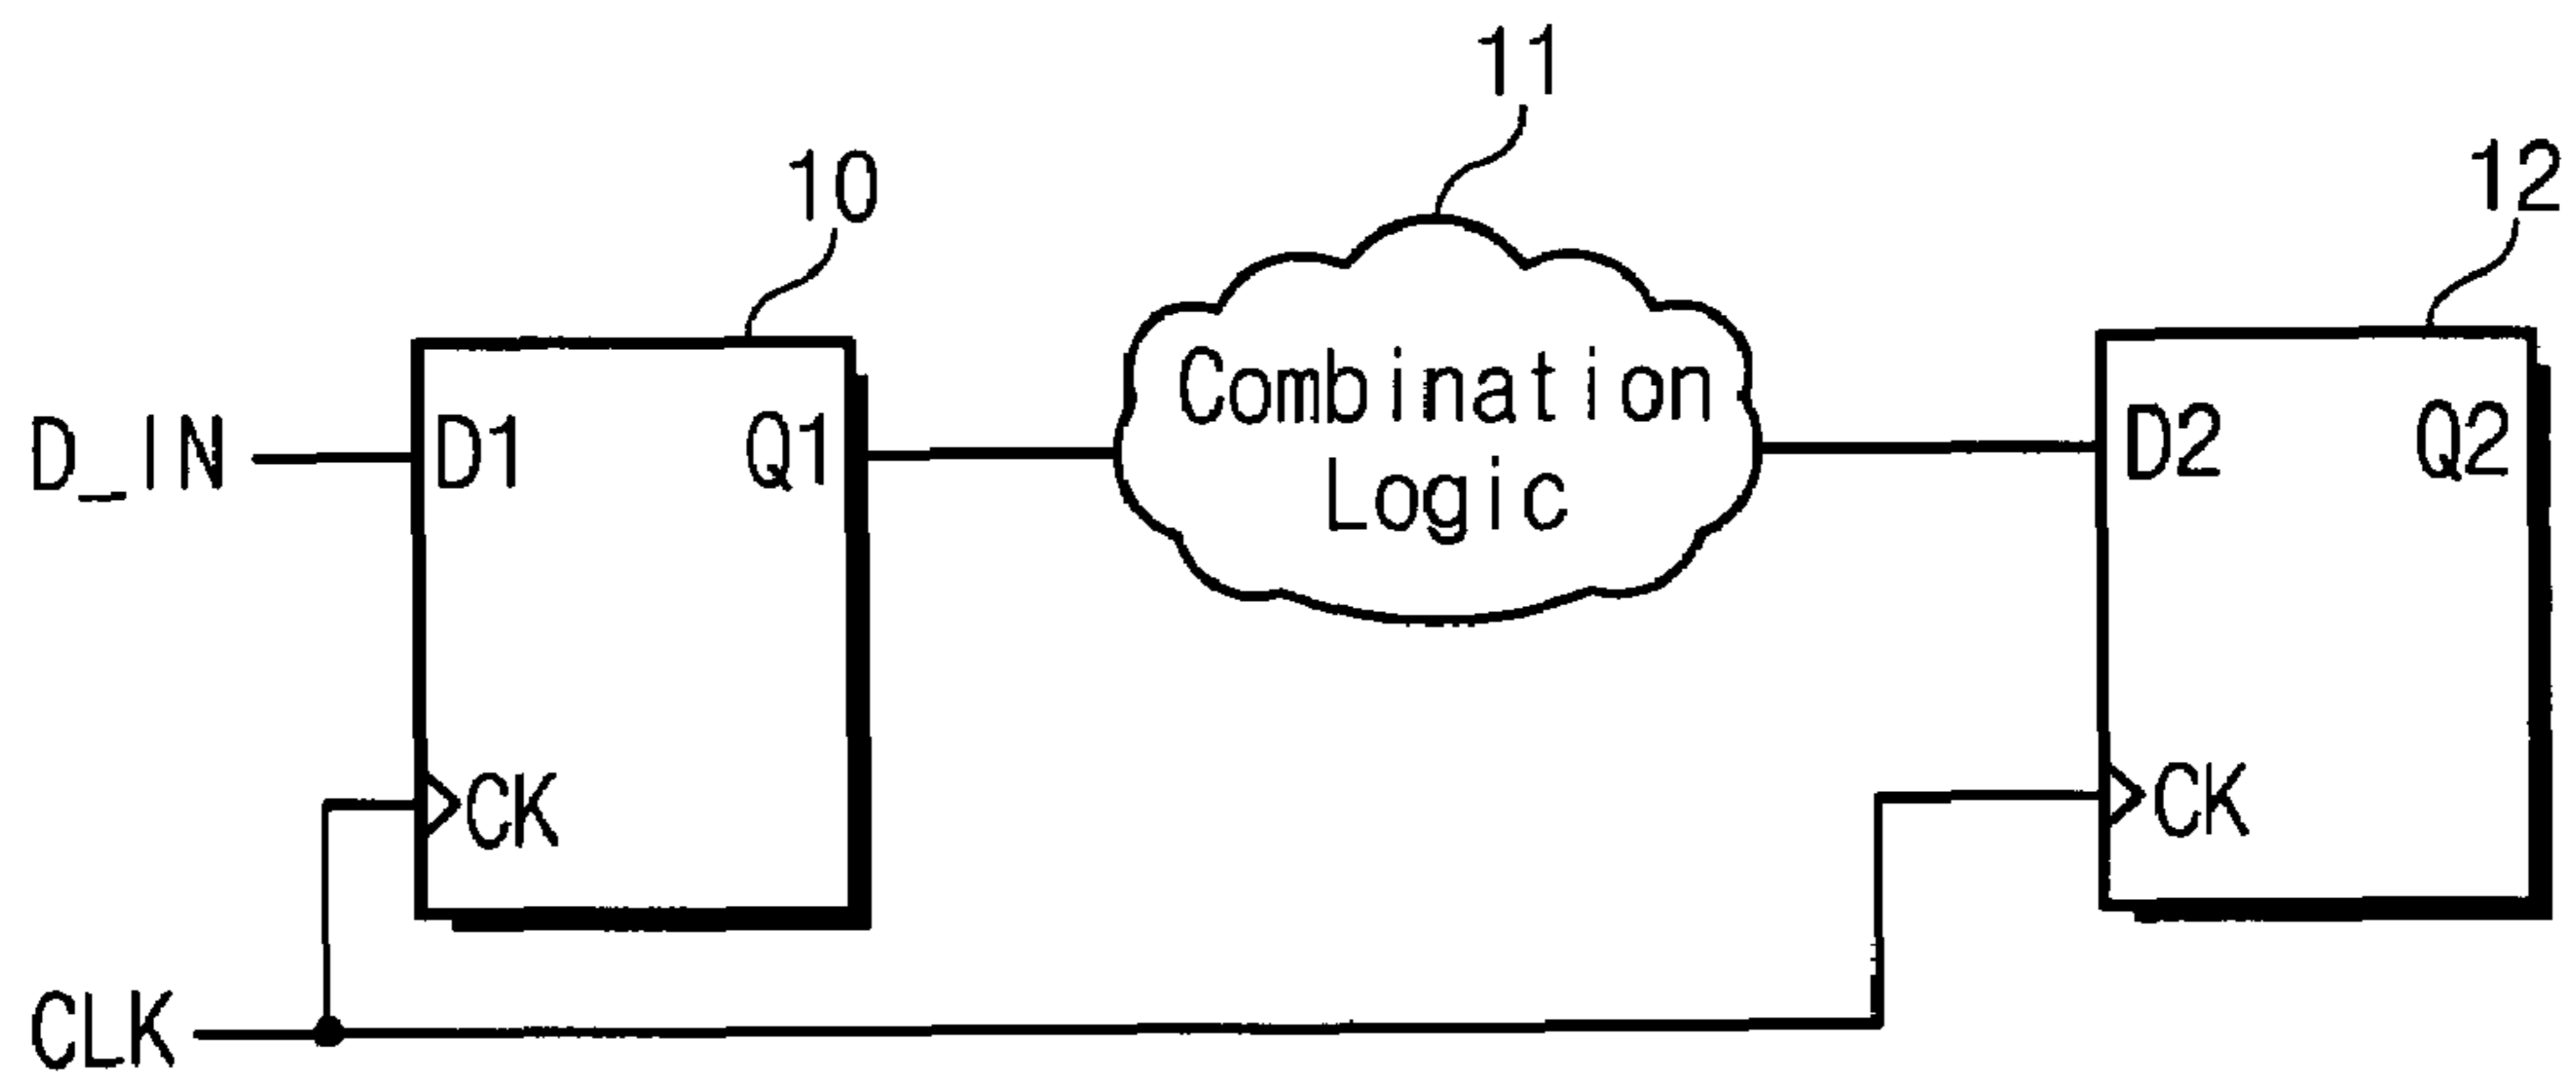 11
10
12
Combination
Logic
D_IN
D1
Q1
D2
Q2
CK
CK
CLK